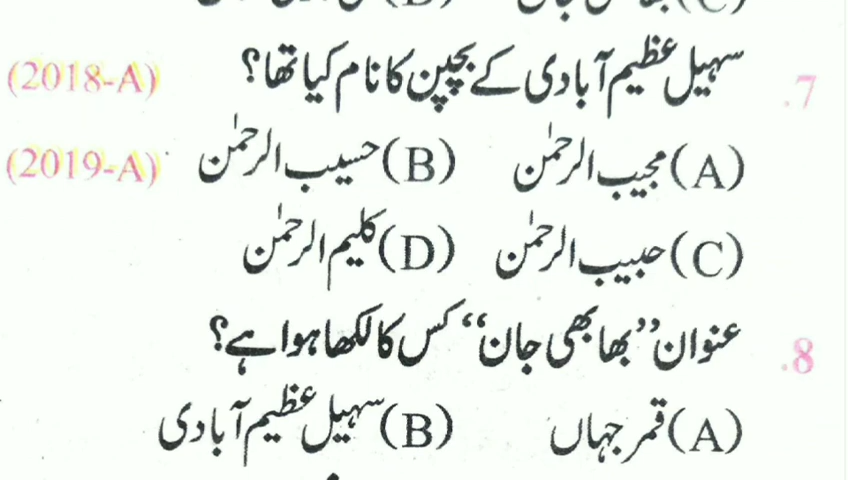 7. سہیل عظیم آبادی کے بچپن کا نام کیا تھا؟ (2018-A)
(A) مجیب الرحمٰن (B) حسیب الرحمٰن (2019-A)
(C) حبیب الرحمٰن (D) کلیم الرحمٰن
8. عنوان ”بھابھی جان“ کس کا لکھا ہوا ہے؟
(A) قمر جہاں (B) سہیل عظیم آبادی